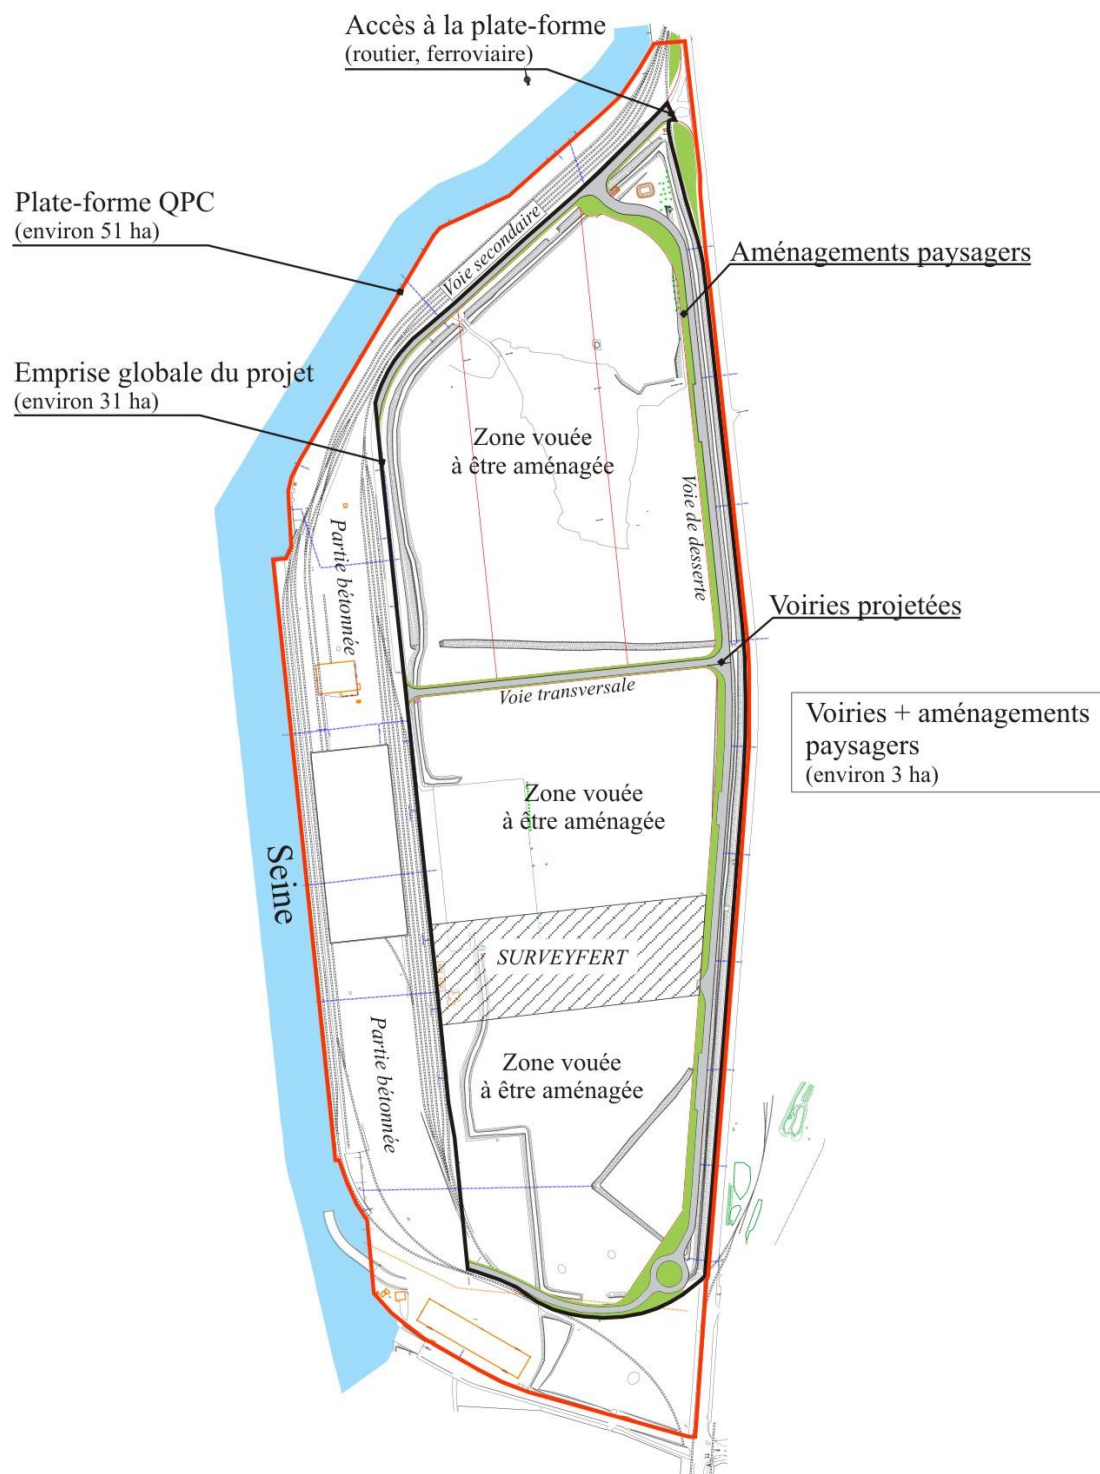 Accès à la plate-forme
(routier, ferroviaire)
Plate-forme QPC
(environ 51 ha)
Voie secondaire
Aménagements paysagers
Emprise globale du projet
(environ 31 ha)
Zone vouée
à être aménagée
Voie de desserte
Partie bétonnée
Voiries projetées
Voie transversale
Voiries + aménagements
paysagers
(environ 3 ha)
Zone vouée
à être aménagée
Seine
SURVEYFERT
Partie bétonnée
Zone vouée
à être aménagée